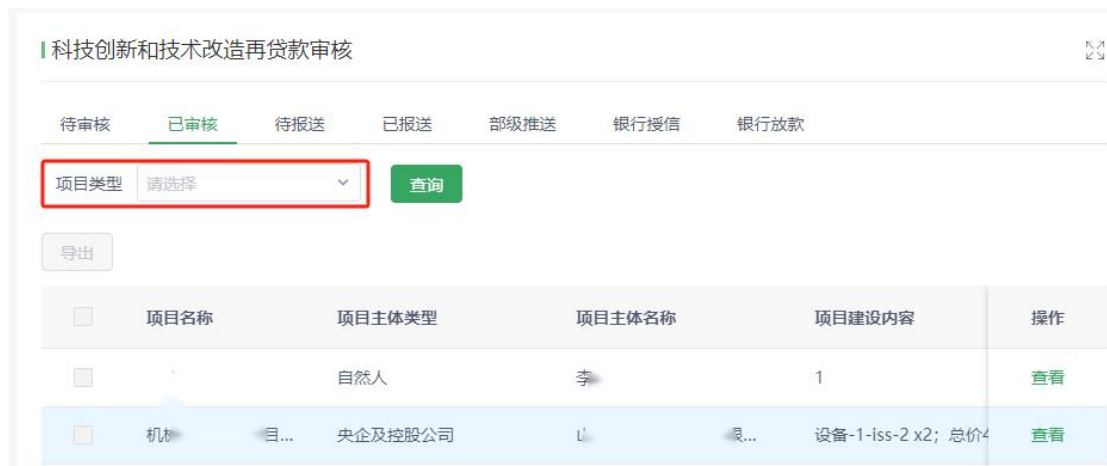 科技创新和技术改造再贷款审核
待审核 已审核 待报送 已报送 部级推送 银行授信 银行放款
项目类型 请选择 查询
导出
项目名称 项目主体类型 项目主体名称 项目建设内容 操作
自然人 李 1 查看
机 目... 央企及控股公司 限... 设备-1-iss-2 x2；总价 查看